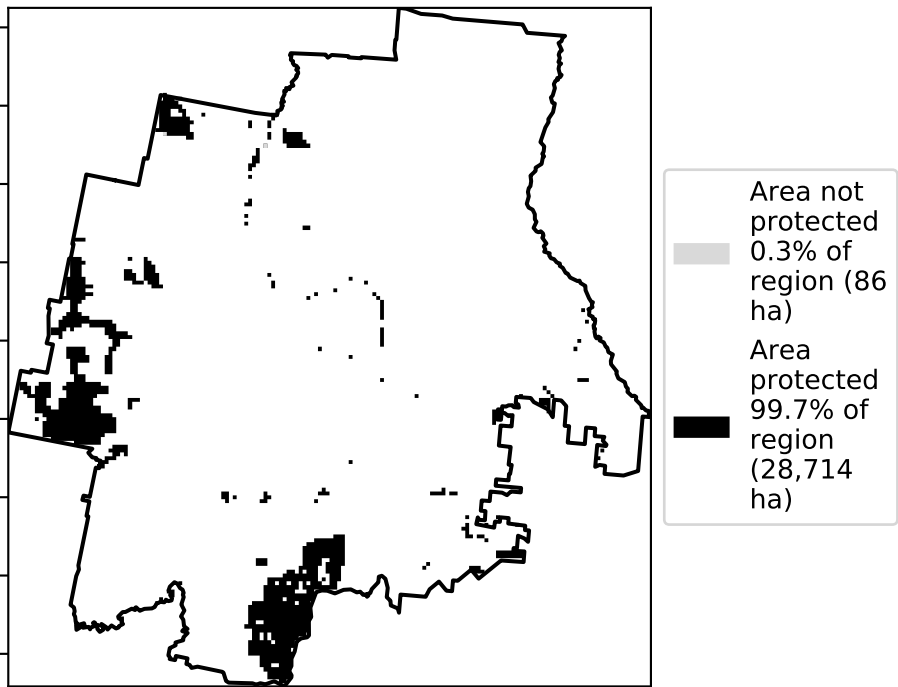 Area not
protected
0.3% of
region (86
ha)
Area
protected
99.7% of
region
(28,714
ha)